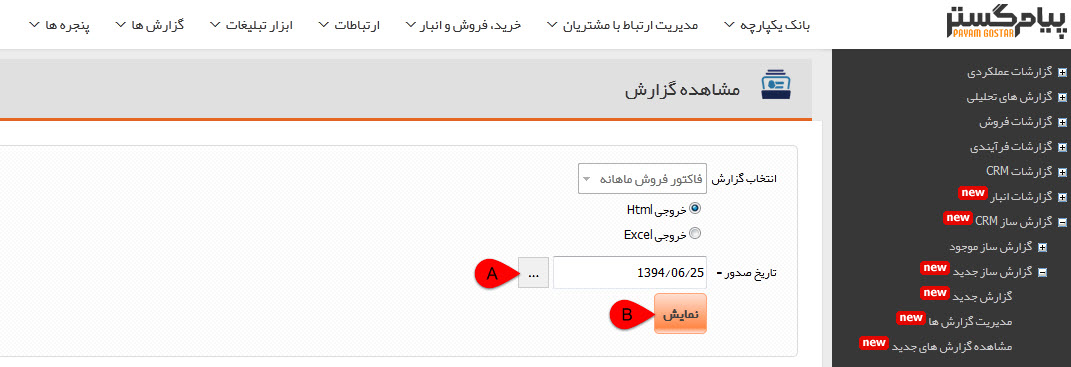 پیام‌گستر
PAYAM GOSTAR
بانک یکپارچه
مدیریت ارتباط با مشتریان
خرید، فروش و انبار
ارتباطات
ابزار تبلیغات
گزارش ها
پنجره ها
گزارشات عملکردی
گزارش های تحلیلی
گزارشات فروش
گزارشات فرآیندی
گزارشات CRM
گزارشات انبار new
گزارش ساز CRM new
گزارش ساز موجود
گزارش ساز جدید new
گزارش جدید
مدیریت گزارش ها new
مشاهده گزارش های جدید new
مشاهده گزارش
انتخاب گزارش فاکتور فروش ماهانه
خروجی Html
خروجی Excel
تاریخ صدور - 1394/06/25 ... A
نمایش B